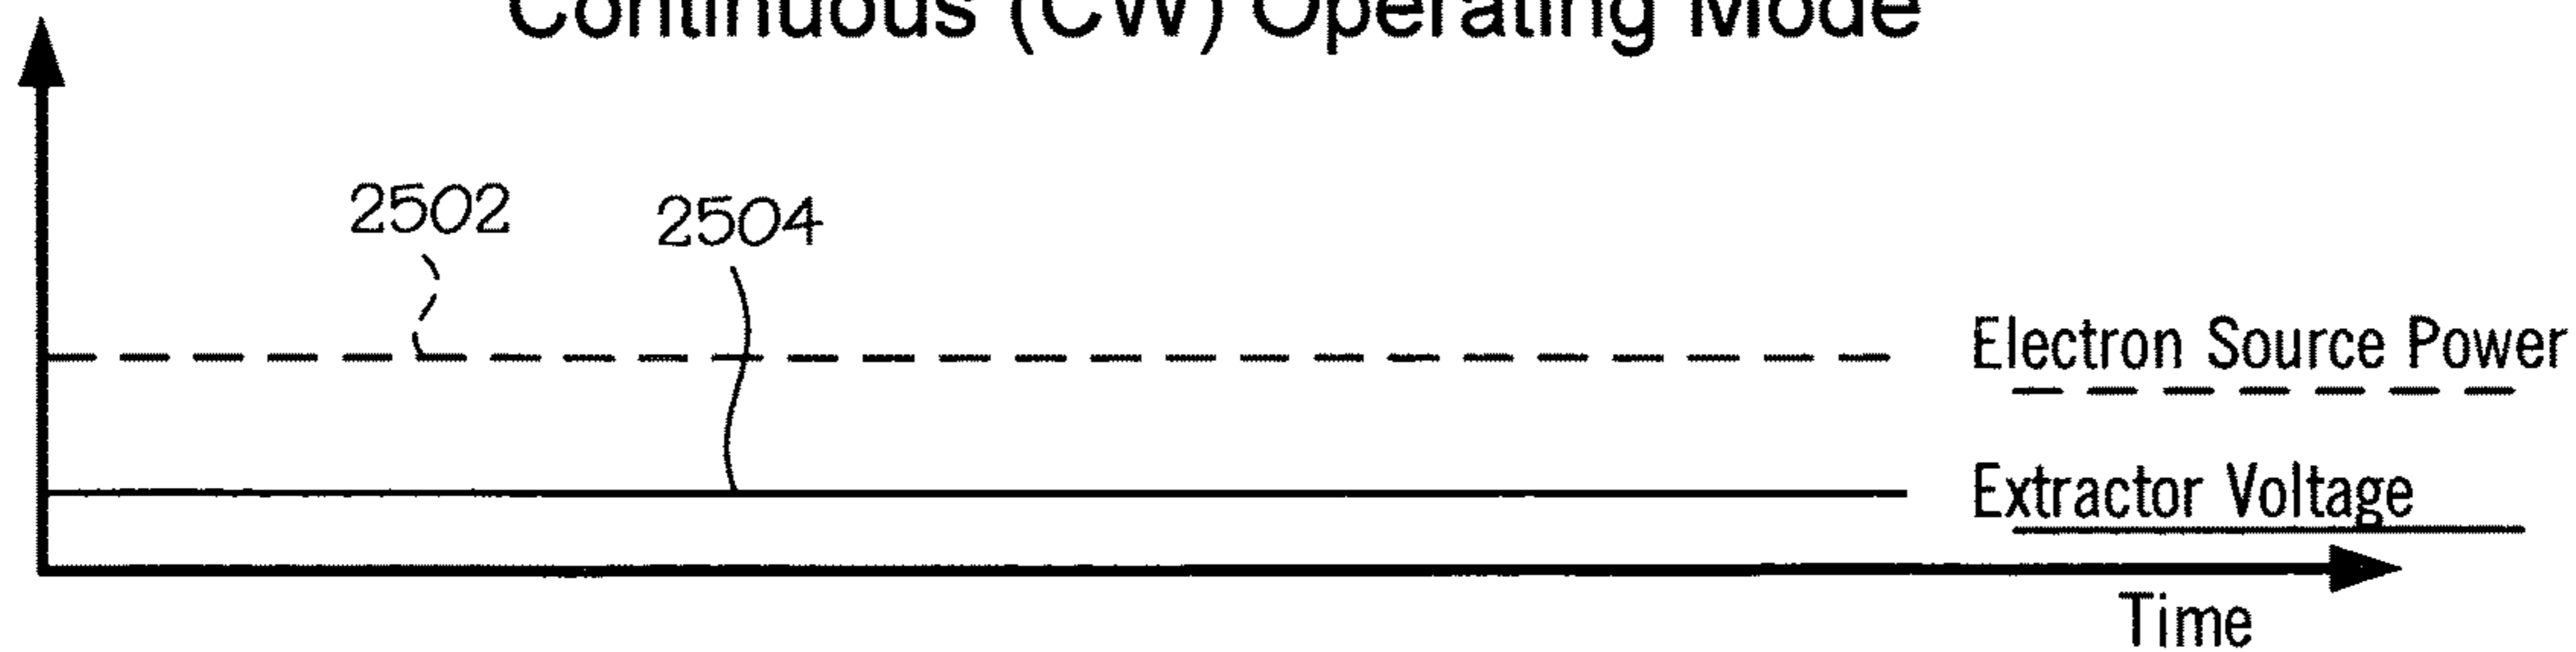 Continuous (CW) Operating Mode
2502
2504
Electron Source Power
Extractor Voltage
Time